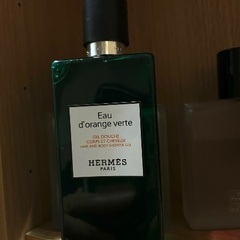 Eau
d'orange verte
GEL DOUCHE
CORPS ET CHEVEUX
HAIR AND BODY SHOWER GEL
HERMÈS
PARIS